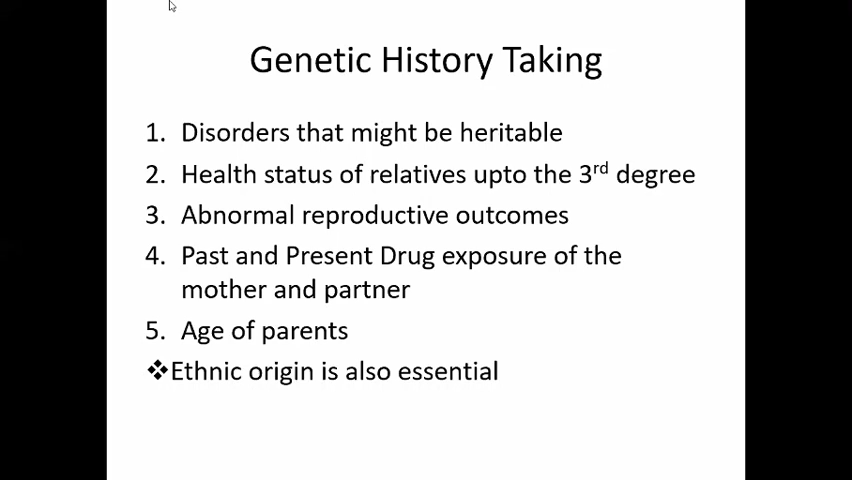 Genetic History Taking
1. Disorders that might be heritable
2. Health status of relatives upto the 3rd degree
3. Abnormal reproductive outcomes
4. Past and Present Drug exposure of the
mother and partner
5. Age of parents
❖Ethnic origin is also essential